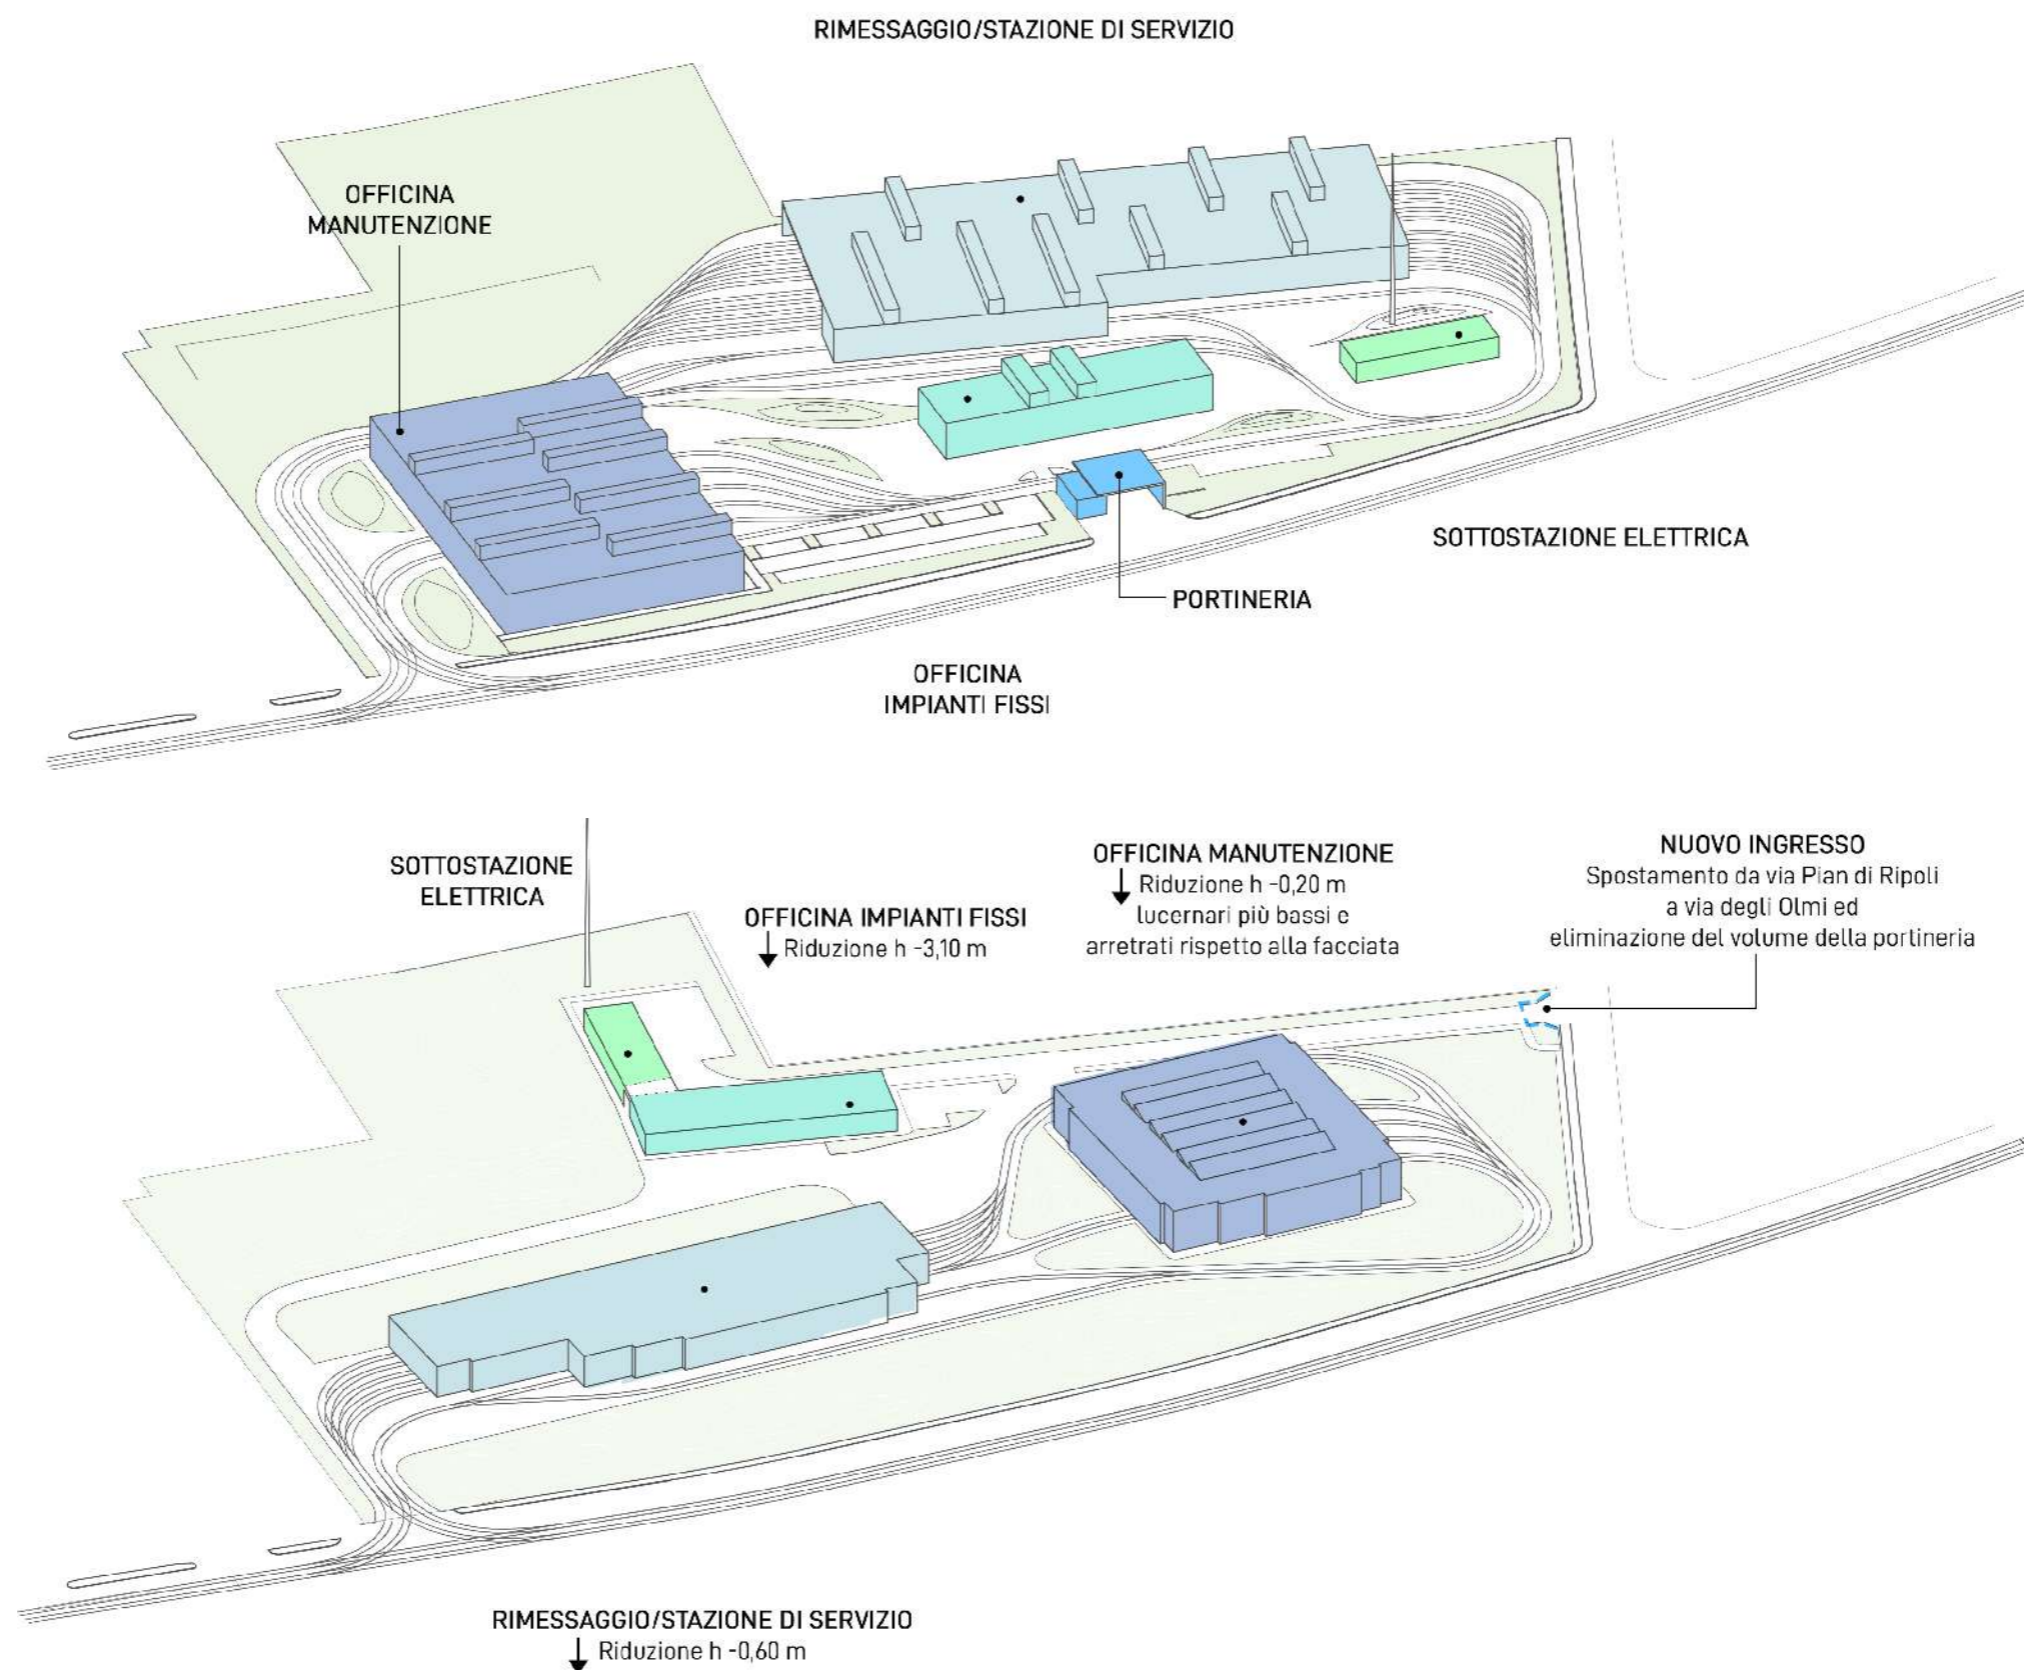 RIMESSAGGIO/STAZIONE DI SERVIZIO
OFFICINA
MANUTENZIONE
SOTTOSTAZIONE ELETTRICA
PORTINERIA
OFFICINA
IMPIANTI FISSI
SOTTOSTAZIONE
ELETTRICA
OFFICINA IMPIANTI FISSI
Riduzione h -3,10 m
OFFICINA MANUTENZIONE
Riduzione h -0,20 m
lucernari più bassi e
arretrati rispetto alla facciata
NUOVO INGRESSO
Spostamento da via Pian di Ripoli
a via degli Olmi ed
eliminazione del volume della portineria
RIMESSAGGIO/STAZIONE DI SERVIZIO
Riduzione h -0,60 m